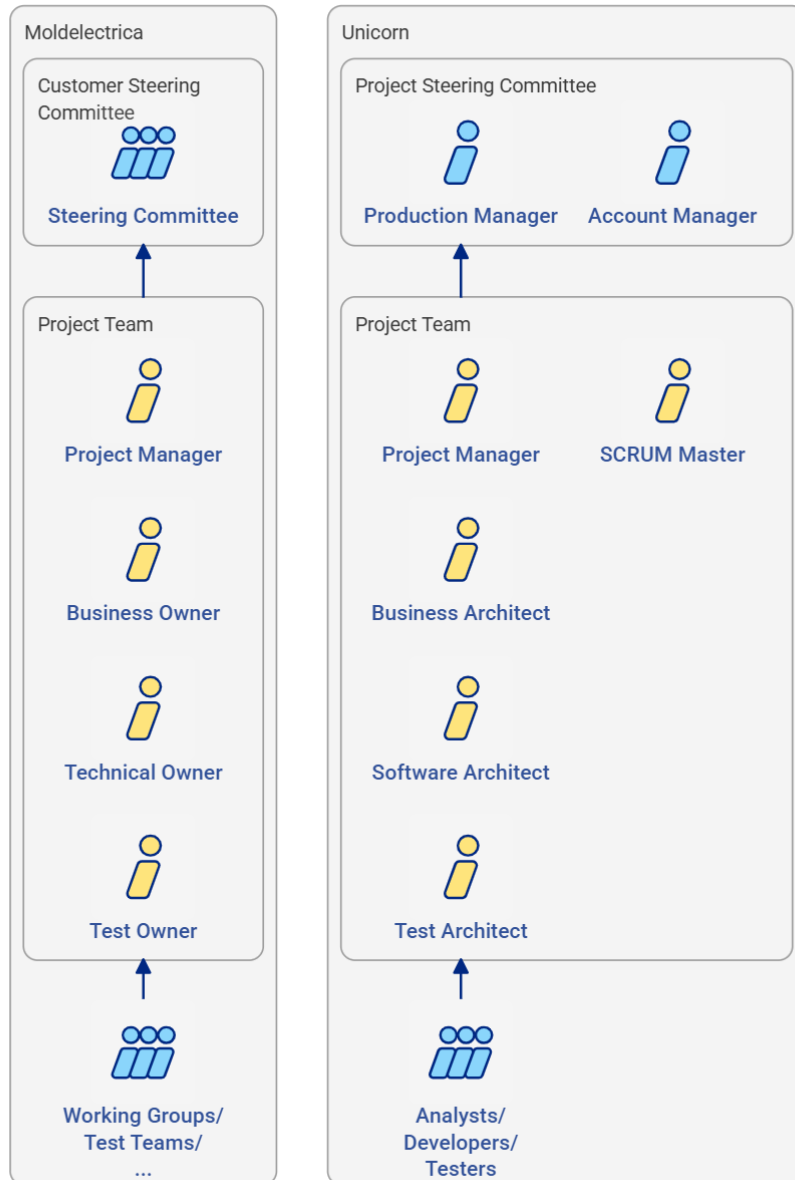 Moldelectrica
Customer Steering
Committee
Steering Committee
Project Team
Project Manager
Business Owner
Technical Owner
Test Owner
Working Groups/
Test Teams/
...
Unicorn
Project Steering Committee
Production Manager
Account Manager
Project Team
Project Manager
SCRUM Master
Business Architect
Software Architect
Test Architect
Analysts/
Developers/
Testers